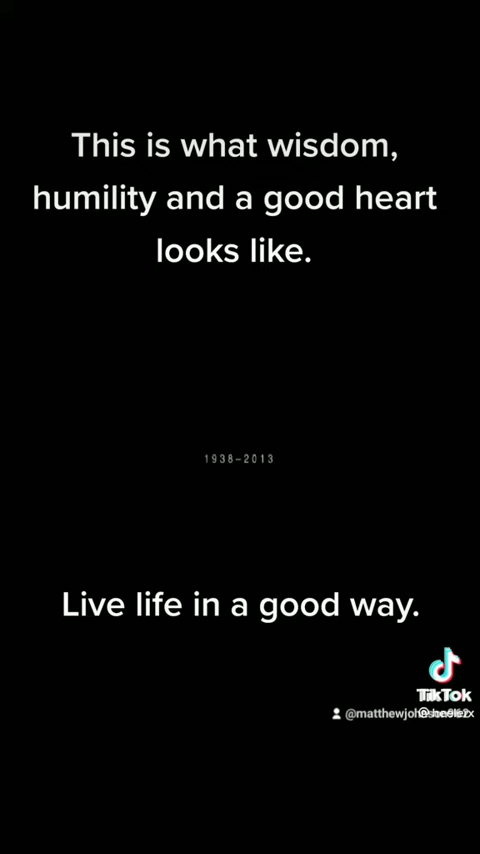 This is what wisdom,
humility and a good heart
looks like.
1938-2013
Live life in a good way.
TikTok